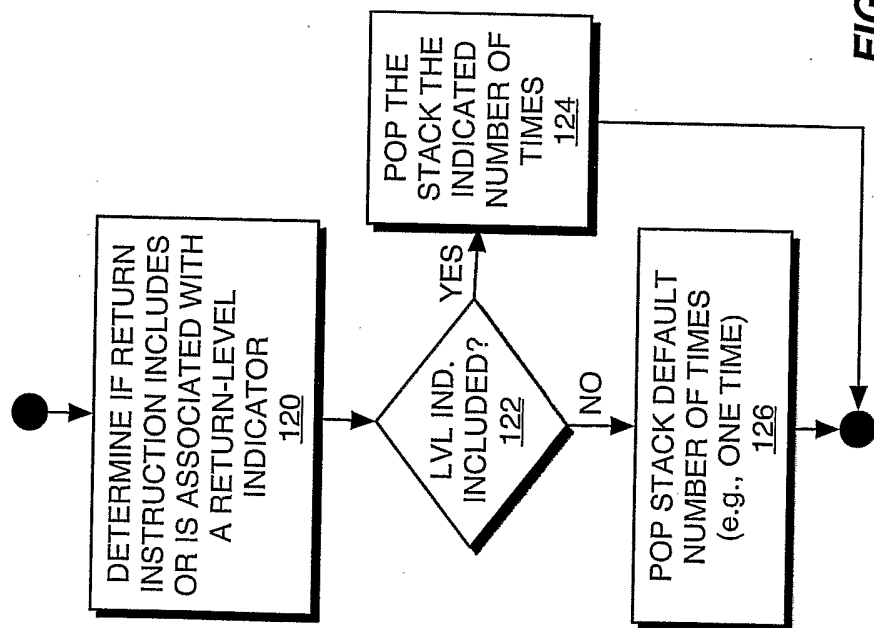 DETERMINE IF RETURN
INSTRUCTION INCLUDES
OR IS ASSOCIATED WITH
A RETURN-LEVEL
INDICATOR
120
LVL IND.
INCLUDED?
122
YES
POP THE
STACK THE
INDICATED
NUMBER OF
TIMES
124
NO
POP STACK DEFAULT
NUMBER OF TIMES
(e.g., ONE TIME)
126
FIG